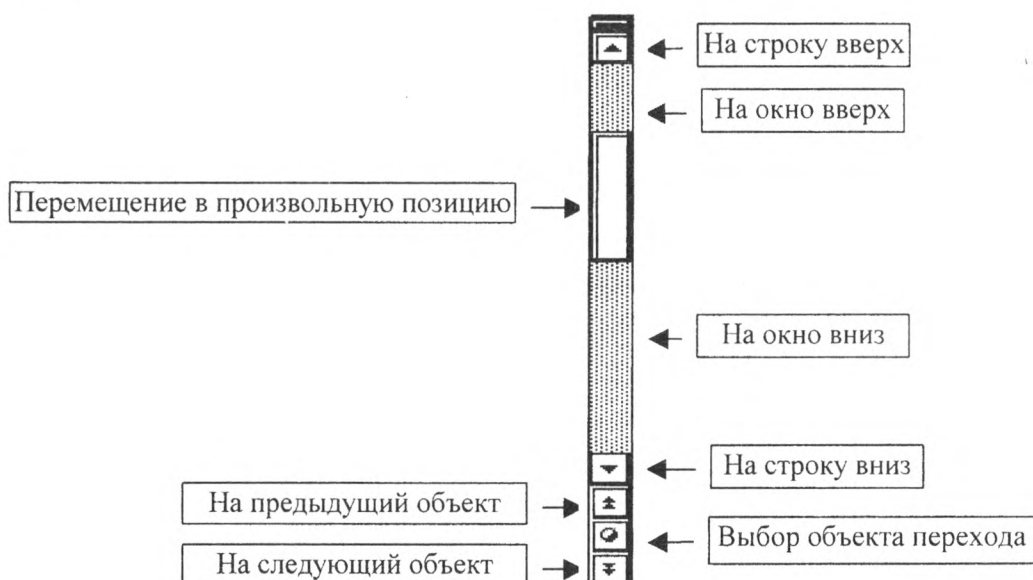 На строку вверх
На окно вверх
Перемещение в произвольную позицию
На окно вниз
На строку вниз
На предыдущий объект
Выбор объекта перехода
На следующий объект